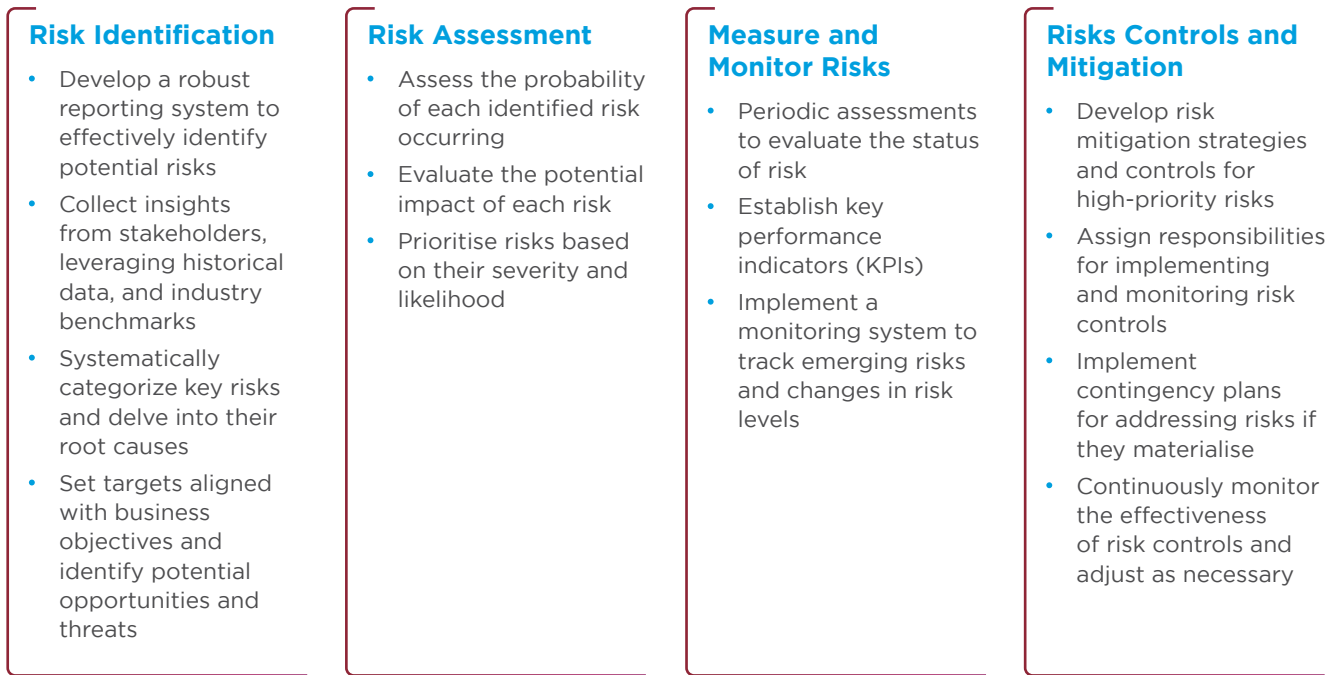 Risk Identification
• Develop a robust
reporting system to
effectively identify
potential risks
• Collect insights
from stakeholders,
leveraging historical
data, and industry
benchmarks
• Systematically
categorize key risks
and delve into their
root causes
• Set targets aligned
with business
objectives and
identify potential
opportunities and
threats
Risk Assessment
• Assess the probability
of each identified risk
occurring
• Evaluate the potential
impact of each risk
• Prioritise risks based
on their severity and
likelihood
Measure and
Monitor Risks
• Periodic assessments
to evaluate the status
of risk
• Establish key
performance
indicators (KPIs)
• Implement a
monitoring system to
track emerging risks
and changes in risk
levels
Risks Controls and
Mitigation
• Develop risk
mitigation strategies
and controls for
high-priority risks
• Assign responsibilities
for implementing
and monitoring risk
controls
• Implement
contingency plans
for addressing risks if
they materialise
• Continuously monitor
the effectiveness
of risk controls and
adjust as necessary